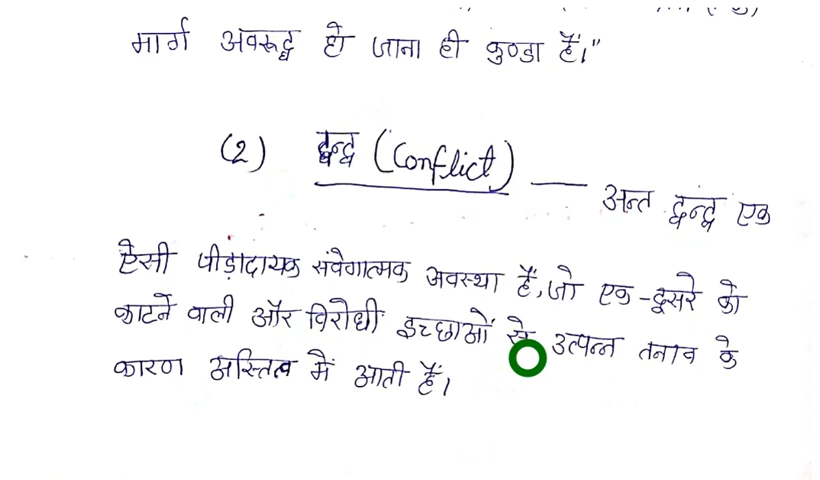 मार्ग अवरूद्ध हो जाना ही कुण्डा हैं।"
(2) द्वन्द्व (Conflict) — अन्त द्वन्द्व एक
ऐसी पीड़ादायक संवेगात्मक अवस्था हैं, जो एक-दूसरे को
काटने वाली और विरोधी इच्छाओं से उत्पन्न तनाव के
कारण अस्तित्व में आती हैं।